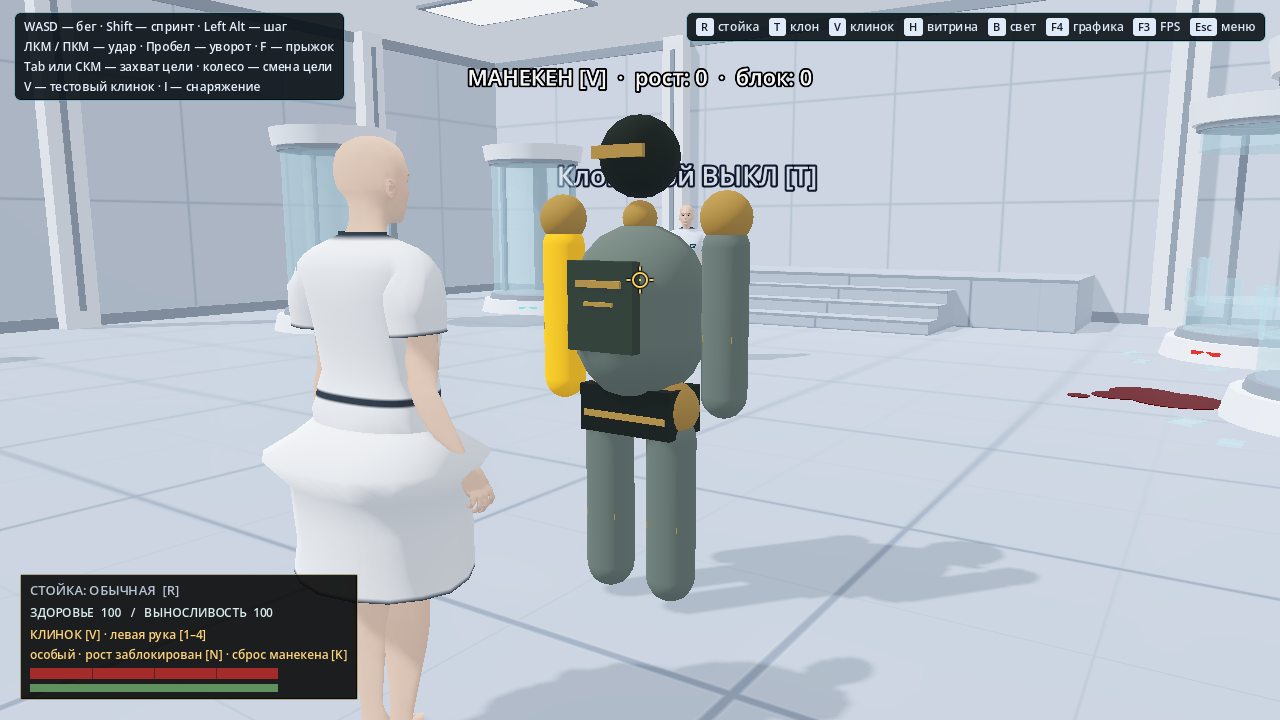 WASD — бег · Shift — спринт · Left Alt — шаг
ЛКМ / ПКМ — удар · Пробел — уворот · F — прыжок
Tab или СКМ — захват цели · колесо — смена цели
V — тестовый клинок · I — снаряжение
R стойка T клон V клинок H витрина B свет F4 графика F3 FPS Esc меню
МАНЕКЕН [V] · рост: 0 · блок: 0
ВЫКЛ [T]
СТОЙКА: ОБЫЧНАЯ [R]
ЗДОРОВЬЕ 100 / ВЫНОСЛИВОСТЬ 100
КЛИНОК [V] · левая рука [1–4]
особый · рост заблокирован [N] · сброс манекена [K]